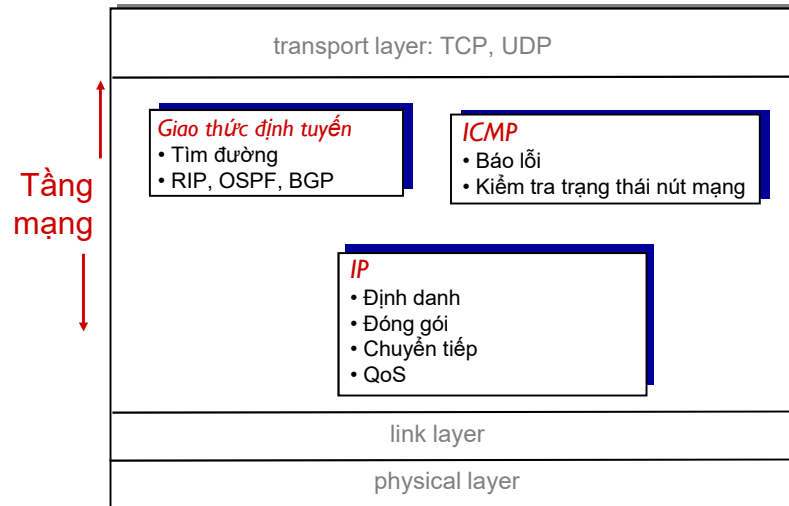 transport layer: TCP, UDP
Tầng
mạng
Giao thức định tuyến
• Tìm đường
• RIP, OSPF, BGP
ICMP
• Báo lỗi
• Kiểm tra trạng thái nút mạng
IP
• Định danh
• Đóng gói
• Chuyển tiếp
• QoS
link layer
physical layer